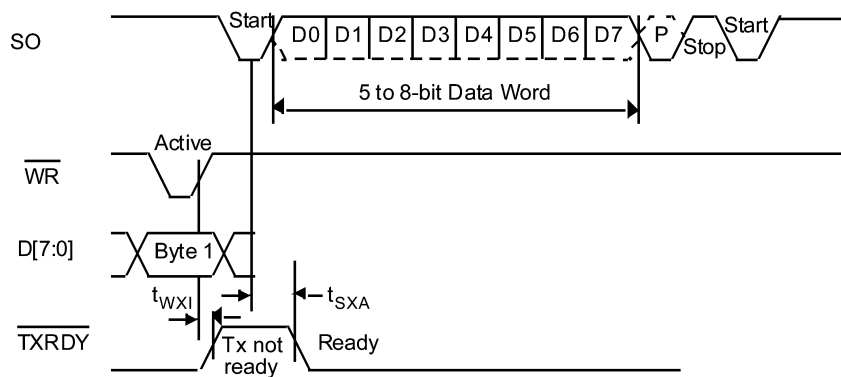 SO
Start
D0 D1 D2 D3 D4 D5 D6 D7
P
Stop
Start
5 to 8-bit Data Word
WR
Active
D[7:0]
Byte 1
tWXI
tSXA
TXRDY
Tx not
ready
Ready